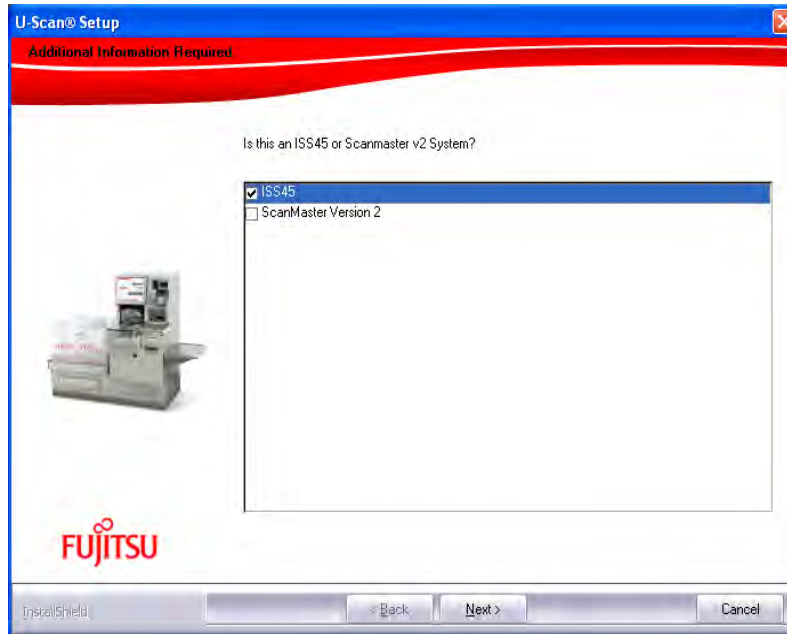 U-Scan® Setup
Additional Information Required
Is this an ISS45 or Scanmaster v2 System?
ISS45
ScanMaster Version 2
FUJITSU
InstallShield
< Back
Next >
Cancel